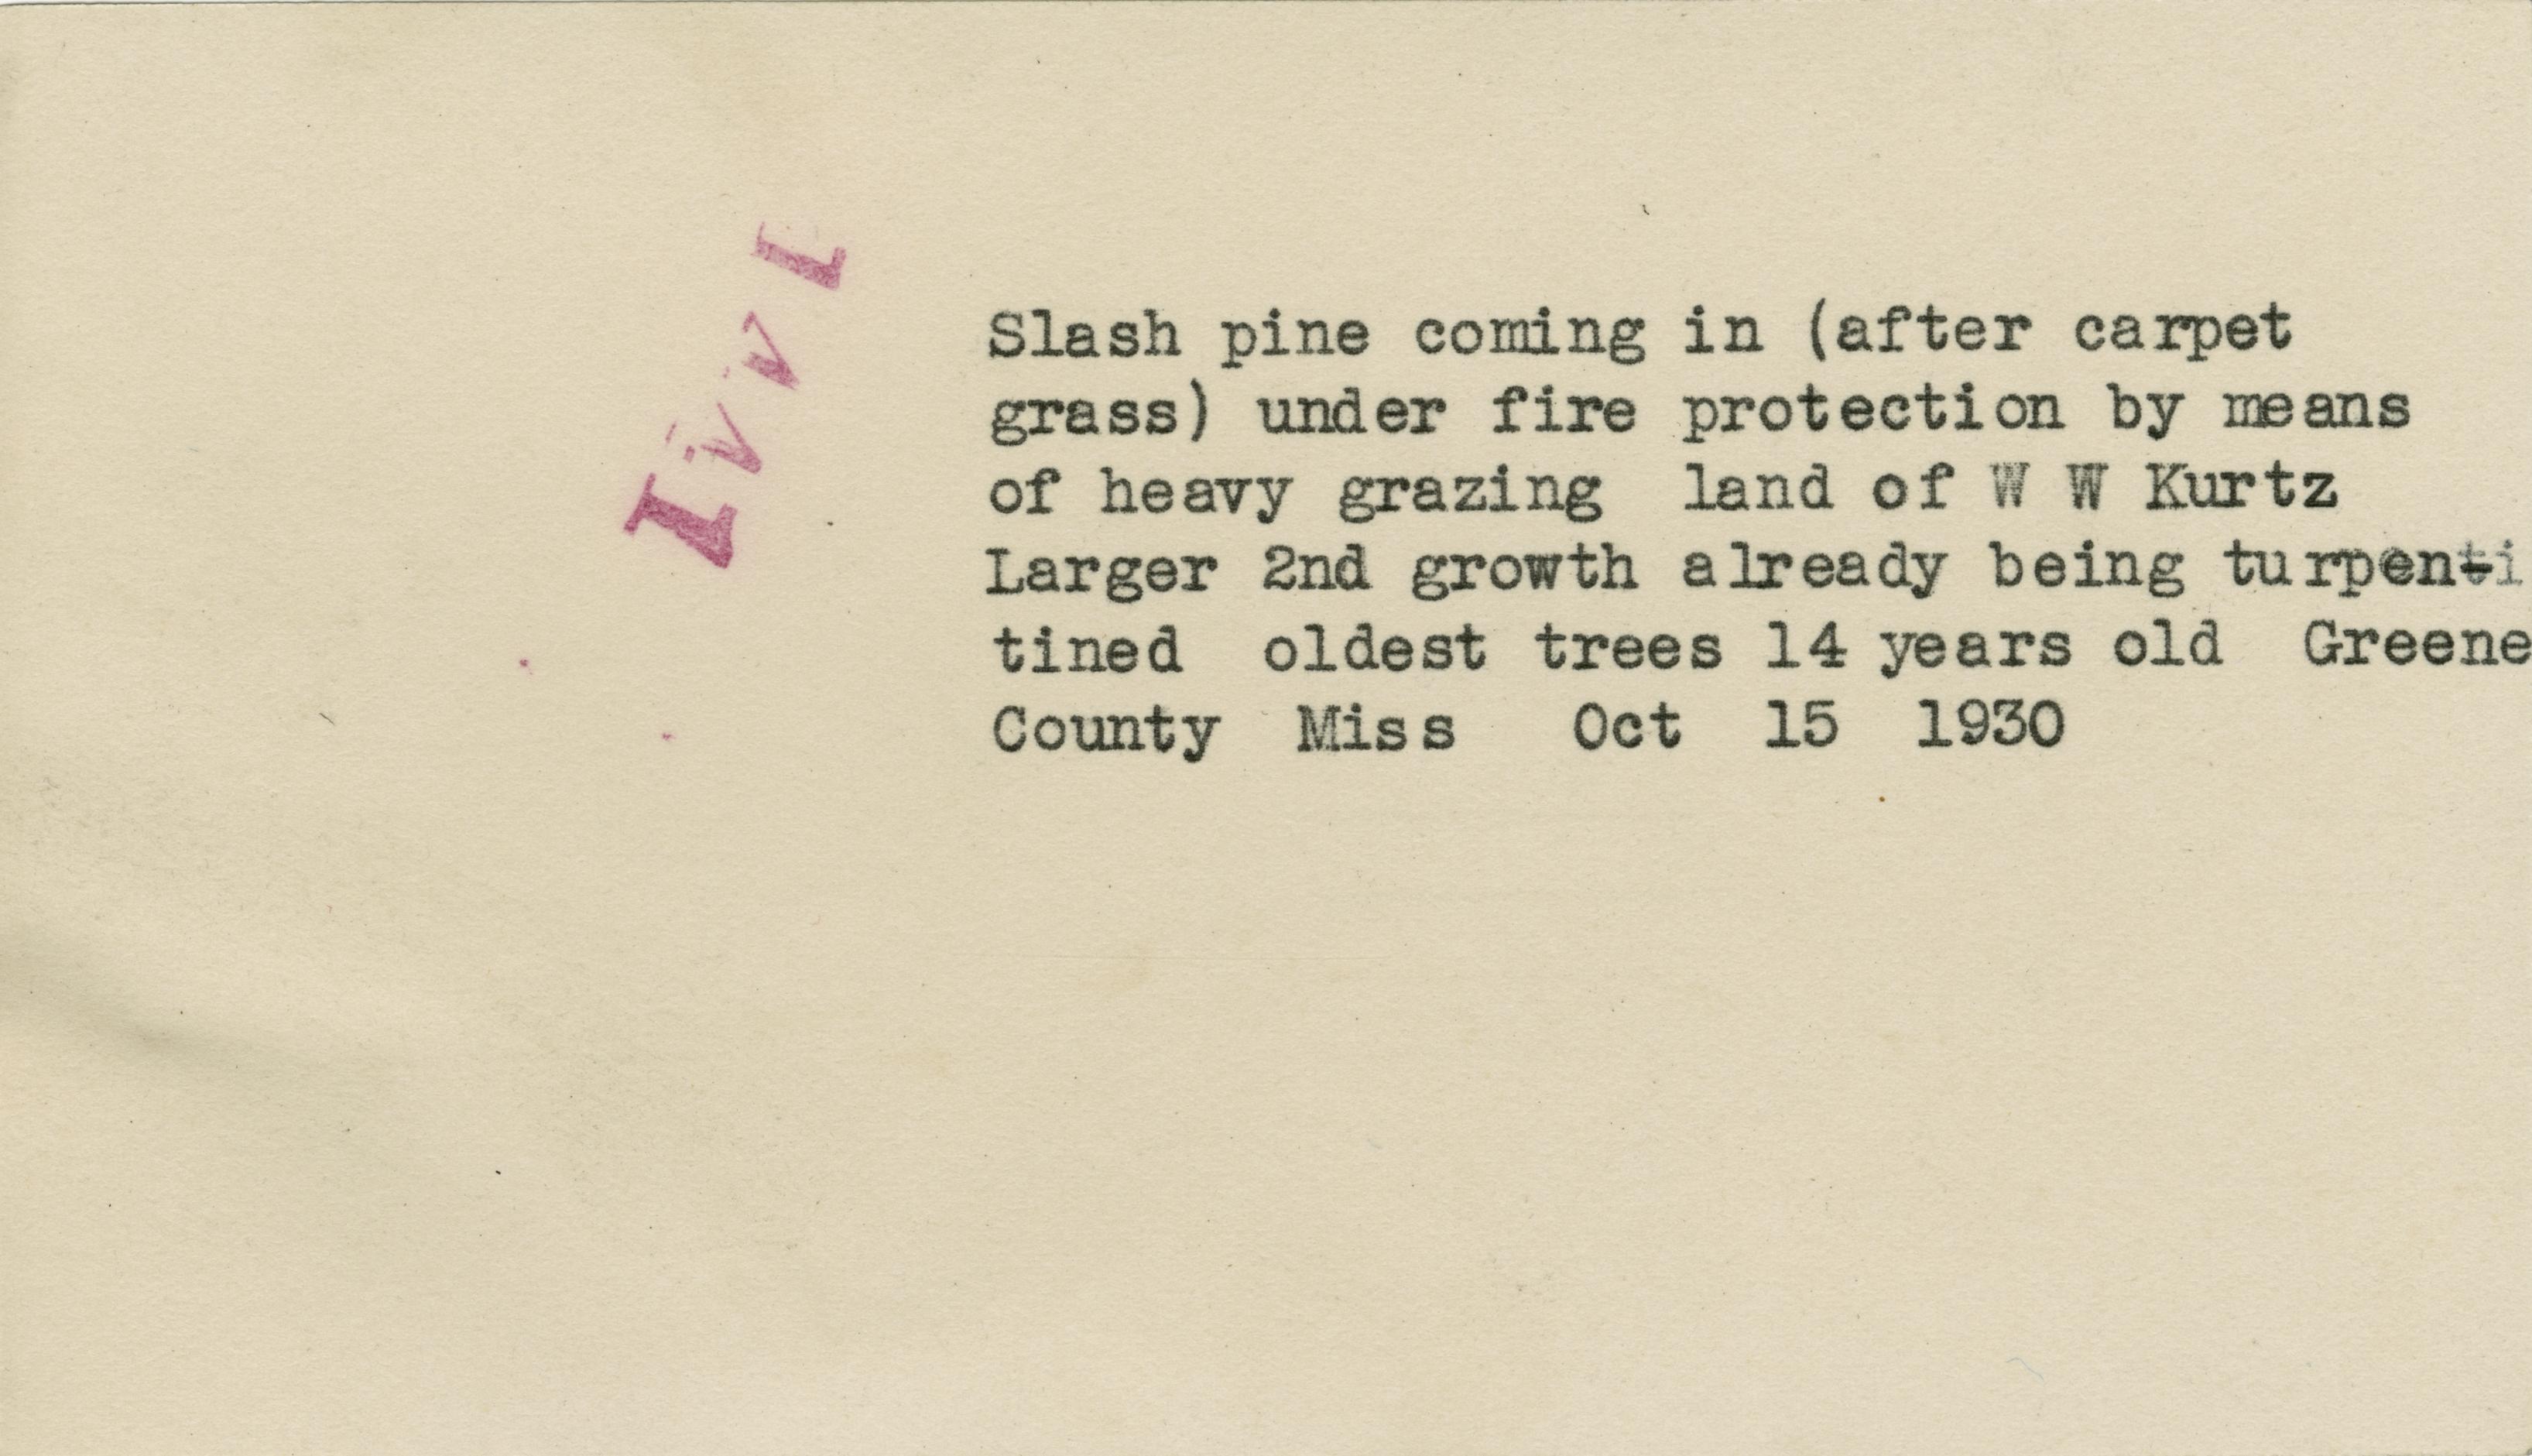 Slash pine coming in (after carpet
grass) under fire protection by means
of heavy grazing  land of W W Kurtz
Larger 2nd growth already being turpenti
tined  oldest trees 14 years old  Greene
County  Miss  Oct  15  1930